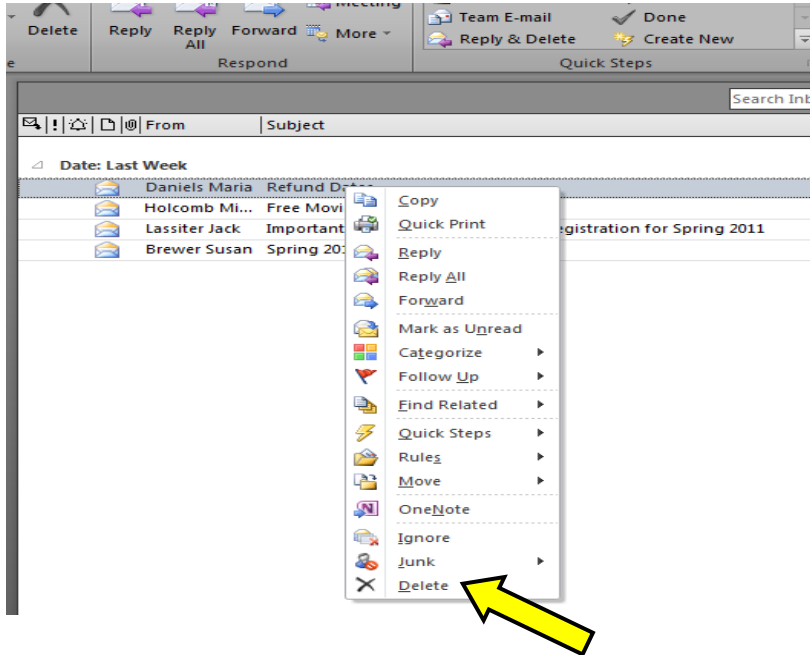 Meeting
Team E-mail Done
Delete Reply Reply All Forward More
Reply & Delete Create New
Respond Quick Steps
Search Inb
From Subject
Date: Last Week
Daniels Maria Refund Dates
Holcomb Mi... Free Movi
Lassiter Jack Important egistration for Spring 2011
Brewer Susan Spring 201
Copy
Quick Print
Reply
Reply All
Forward
Mark as Unread
Categorize
Follow Up
Find Related
Quick Steps
Rules
Move
OneNote
Ignore
Junk
Delete